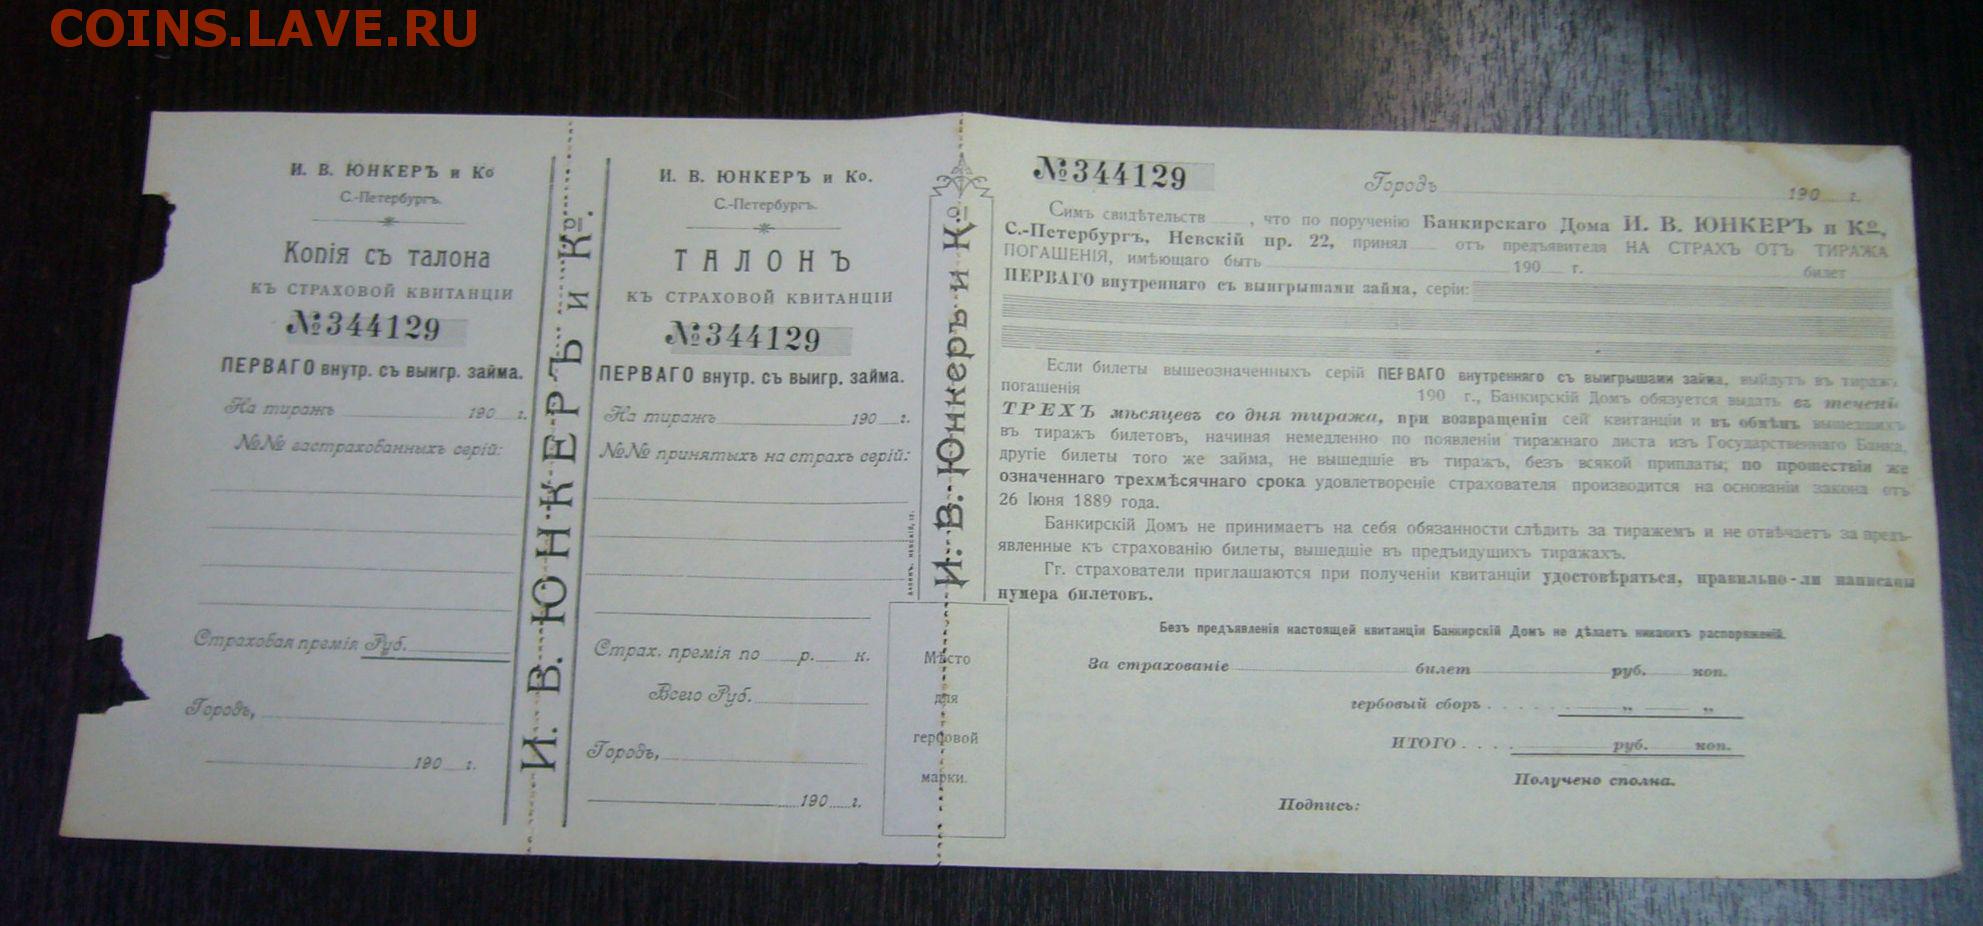 COINS.LAVE.RU
И. В. ЮНКЕРЪ и Ко
С.-Петербургъ.
Копія съ талона
КЪ СТРАХОВОЙ КВИТАНЦІИ
№344129
ПЕРВАГО внутр. съ выигр. займа.
На тиражъ 190 г.
№№ застрахованныхъ серій:
Страховая премія Руб.
Городъ,
190 г.
И. В. ЮНКЕРЪ и Ко.
И. В. ЮНКЕРЪ и Ко.
С.-Петербургъ.
ТАЛОНЪ
КЪ СТРАХОВОЙ КВИТАНЦІИ
№344129
ПЕРВАГО внутр. съ выигр. займа.
На тиражъ 190 г.
№№ принятыхъ на страхъ серій:
Страх. премія по р. к.
Всего Руб.
Городъ,
190 г.
И. В. Юнкеръ и Ко
Мѣсто
для
гербовой
марки.
№344129
Городъ 190 г.
Симъ свидѣтельств , что по порученію Банкирскаго Дома И. В. ЮНКЕРЪ и Ко,
С.-Петербургъ, Невскій пр. 22, принял отъ предъявителя НА СТРАХЪ ОТЪ ТИРАЖА
ПОГАШЕНІЯ, имѣющаго быть 190 г. билет
ПЕРВАГО внутренняго съ выигрышами займа, серіи:
Если билеты вышеозначенныхъ серій ПЕРВАГО внутренняго съ выигрышами займа, выйдутъ въ тиражъ
погашенія 190 г., Банкирскій Домъ обязуется выдать въ теченіи
ТРЕХЪ мѣсяцевъ со дня тиража, при возвращеніи сей квитанціи и въ обмѣнъ вышедшихъ
въ тиражъ билетовъ, начиная немедленно по появленіи тиражнаго листа изъ Государственнаго Банка,
другіе билеты того же займа, не вышедшіе въ тиражъ, безъ всякой приплаты; по прошествіи же
означеннаго трехмѣсячнаго срока удовлетвореніе страхователя производится на основаніи закона отъ
26 Іюня 1889 года.
Банкирскій Домъ не принимаетъ на себя обязанности слѣдить за тиражемъ и не отвѣчаетъ за предъ-
явленные къ страхованію билеты, вышедшіе въ предъидущихъ тиражахъ.
Гг. страхователи приглашаются при полученіи квитанціи удостовѣряться, правильно-ли написаны
нумера билетовъ.
Безъ предъявленія настоящей квитанціи Банкирскій Домъ не дѣлаетъ никакихъ распоряженій.
За страхованіе билет руб. коп.
гербовый сборъ . . . . . . „ „
ИТОГО . . . . руб. коп.
Получено сполна.
Подпись: